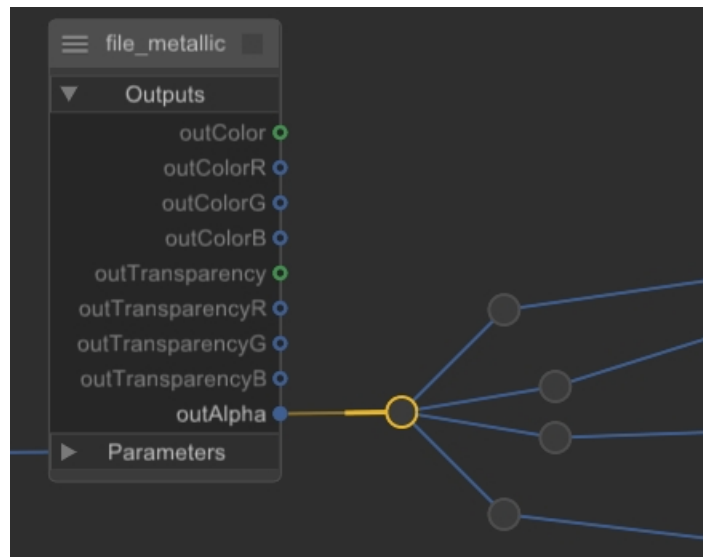 file_metallic
Outputs
outColor
outColorR
outColorG
outColorB
outTransparency
outTransparencyR
outTransparencyG
outTransparencyB
outAlpha
Parameters